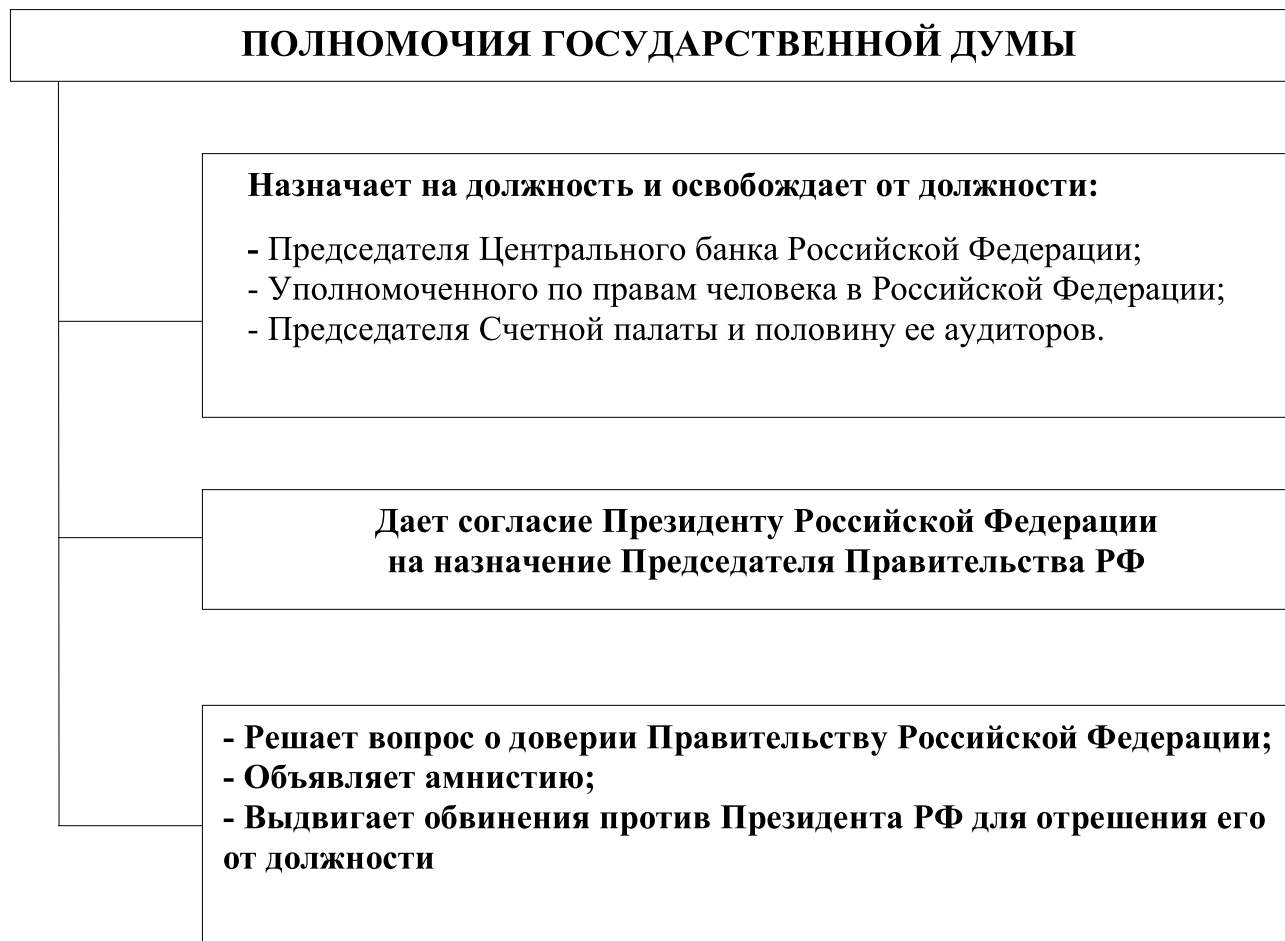 ПОЛНОМОЧИЯ ГОСУДАРСТВЕННОЙ ДУМЫ
Назначает на должность и освобождает от должности:
- Председателя Центрального банка Российской Федерации;
- Уполномоченного по правам человека в Российской Федерации;
- Председателя Счетной палаты и половину ее аудиторов.
Дает согласие Президенту Российской Федерации
на назначение Председателя Правительства РФ
- Решает вопрос о доверии Правительству Российской Федерации;
- Объявляет амнистию;
- Выдвигает обвинения против Президента РФ для отрешения его
от должности